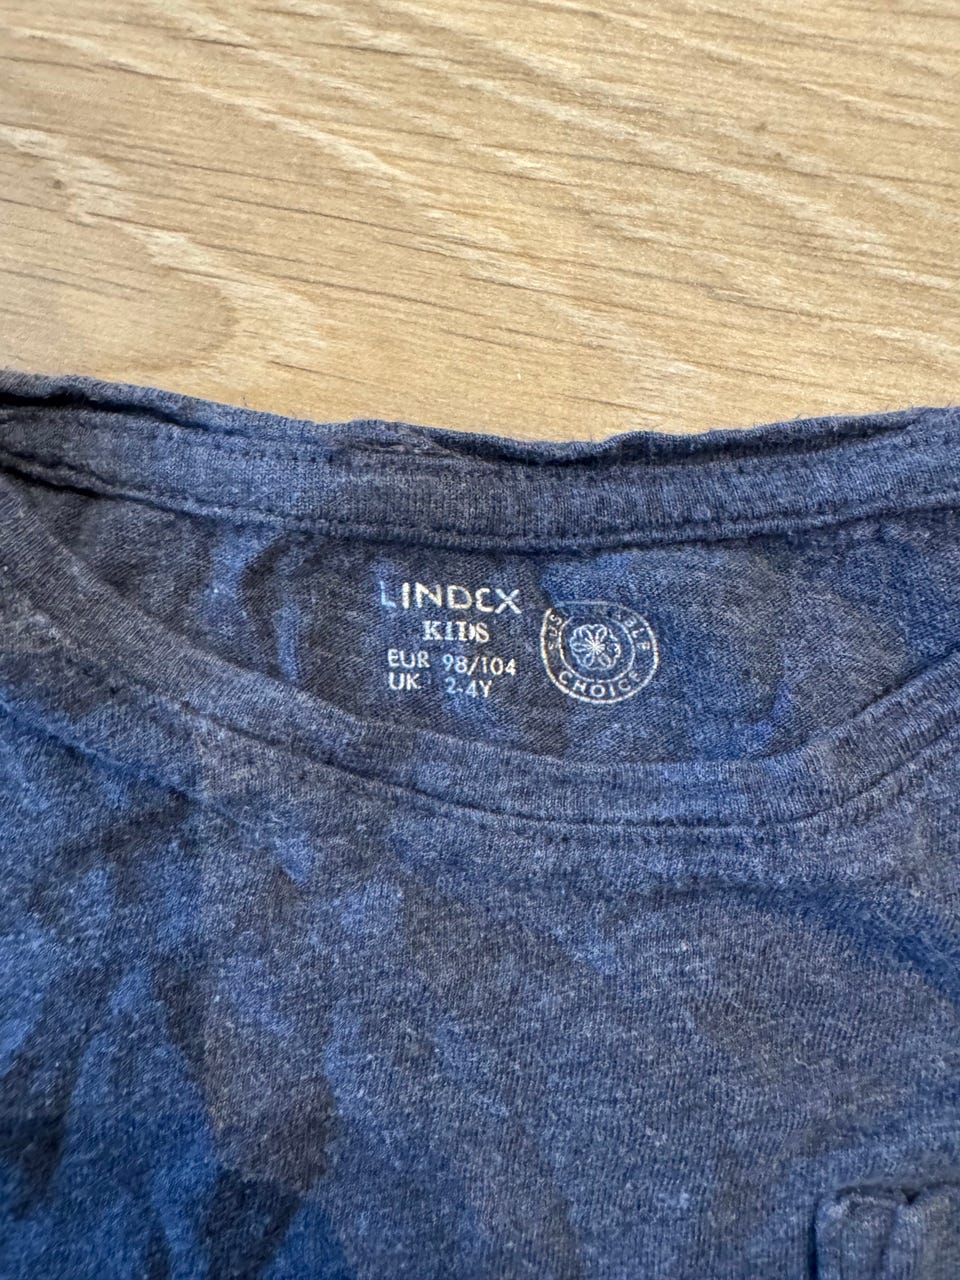 LINDEX
KIDS
EUR 98/104
UK 2-4Y
CHOICE